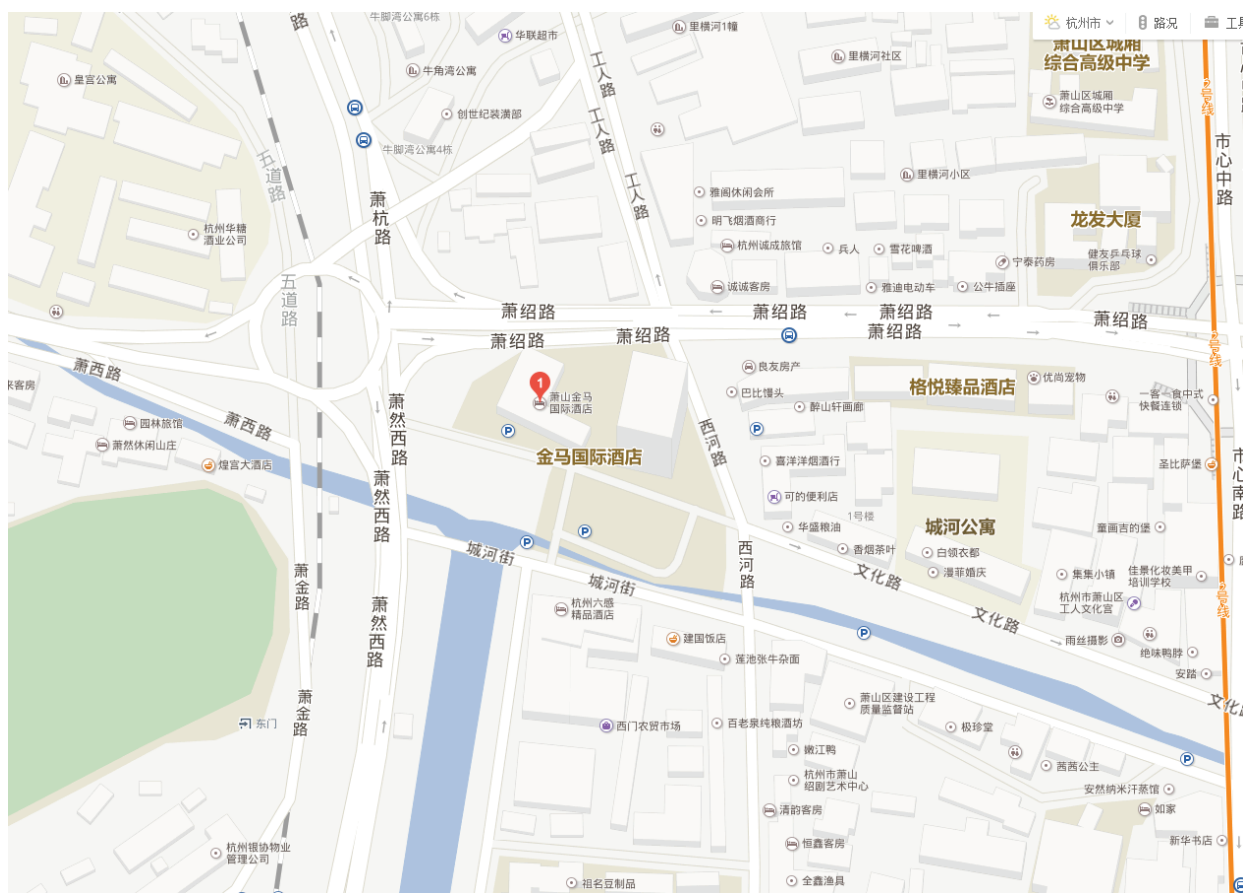 牛脚湾公寓6栋
杭州市
路况
工具
华联超市
里横河1幢
里横河社区
萧山区城厢
综合高级中学
皇宫公寓
牛角湾公寓
工人路
萧山区城厢
综合高级中学
2号线
创世纪装潢部
工人路
牛脚湾公寓4栋
五道路
萧杭路
工人路
里横河小区
市心中路
雅阁休闲会所
明飞烟酒商行
龙发大厦
杭州华糖
酒业公司
杭州诚成旅馆
兵人
雪花啤酒
宁泰药房
健友乒乓球
俱乐部
五道路
诚诚客房
雅迪电动车
公牛插座
萧绍路
萧绍路
萧绍路
萧绍路
萧绍路
萧绍路
萧绍路
2号线
萧西路
来客房
良友房产
格悦臻品酒店
优尚宠物
1
萧山金马
国际酒店
巴比馒头
醉山轩画廊
一客一食中式
快餐连锁
萧西路
萧然西路
园林旅馆
萧然休闲山庄
煌宫大酒店
金马国际酒店
西河路
喜洋洋烟酒行
圣比萨堡
市心南路
萧然西路
可的便利店
1号楼
华盛粮油
城河公寓
童画吉的堡
城河街
西河路
香烟茶叶
白领衣都
漫菲婚庆
文化路
集集小镇
佳景化妆美甲
培训学校
2号线
萧金路
城河街
杭州六感
精品酒店
萧然西路
杭州市萧山区
工人文化宫
文化路
建国饭店
莲池张牛杂面
雨丝摄影
绝味鸭脖
安踏
萧金路
东门
萧山区建设工程
质量监督站
文化路
西门农贸市场
百老泉纯粮酒坊
极珍堂
嫩江鸭
茜茜公主
杭州市萧山
绍剧艺术中心
安然纳米汗蒸馆
清韵客房
如家
杭州银协物业
管理公司
恒鑫客房
新华书店
祖名豆制品
全鑫渔具